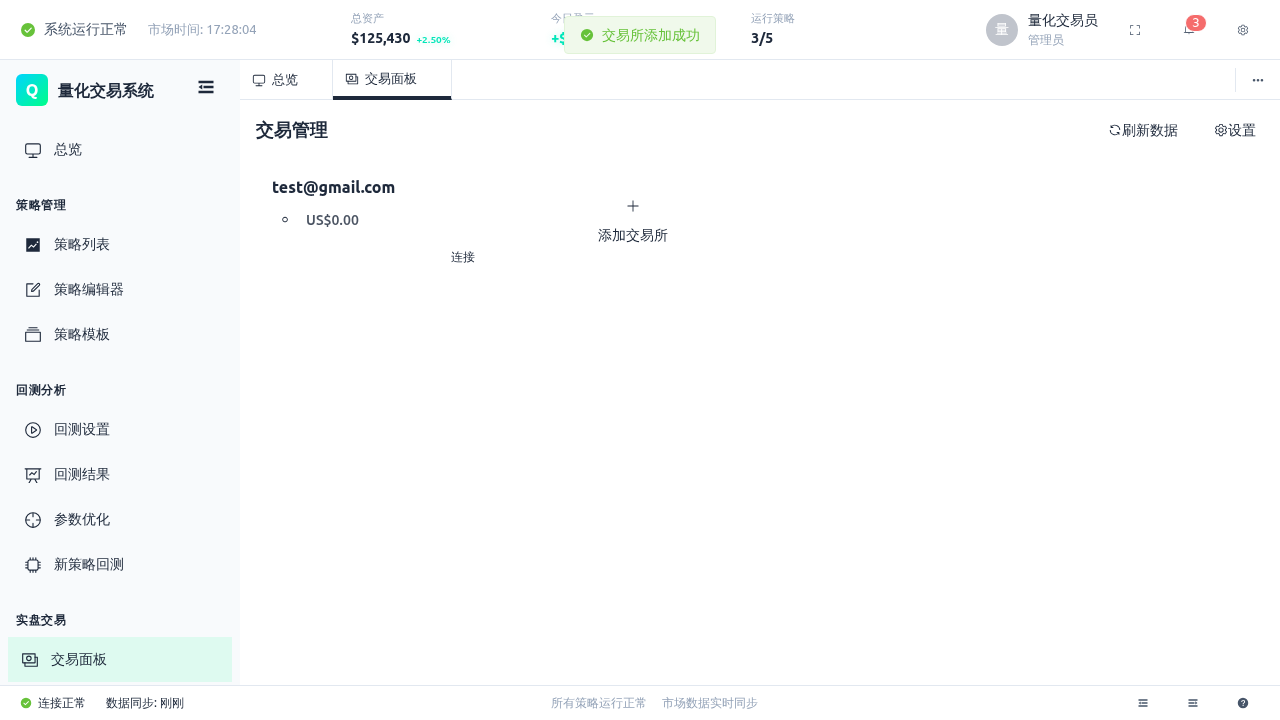 系统运行正常
市场时间: 17:28:04
总资产
$125,430 +2.50%
今日
+$
运行策略
3/5
交易所添加成功
量
量化交易员
管理员
3
Q
量化交易系统
总览
策略管理
策略列表
策略编辑器
策略模板
回测分析
回测设置
回测结果
参数优化
新策略回测
实盘交易
交易面板
总览
交易面板
交易管理
刷新数据
设置
test@gmail.com
US$0.00
连接
添加交易所
连接正常
数据同步: 刚刚
所有策略运行正常
市场数据实时同步